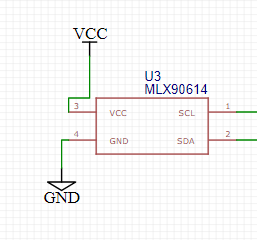 VCC
U3
MLX90614
3 VCC SCL 1
4 GND SDA 2
GND